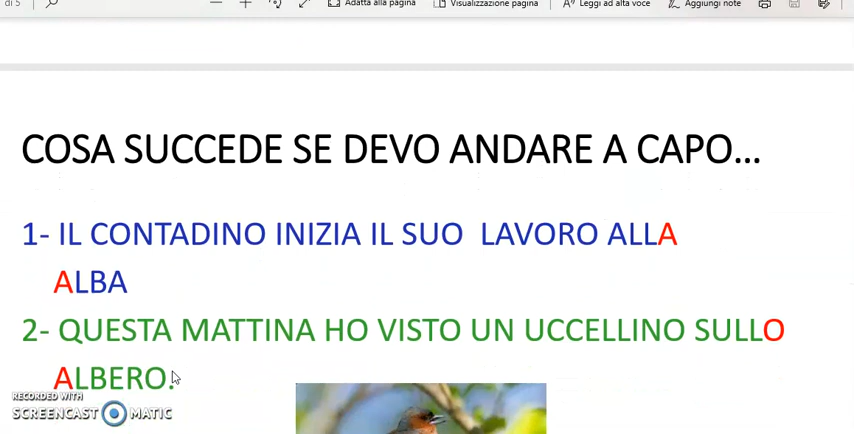 di 5 Adatta alla pagina Visualizzazione pagina Leggi ad alta voce Aggiungi note
COSA SUCCEDE SE DEVO ANDARE A CAPO...
1- IL CONTADINO INIZIA IL SUO LAVORO ALLA
ALBA
2- QUESTA MATTINA HO VISTO UN UCCELLINO SULLO
ALBERO.
RECORDED WITH
SCREENCAST MATIC